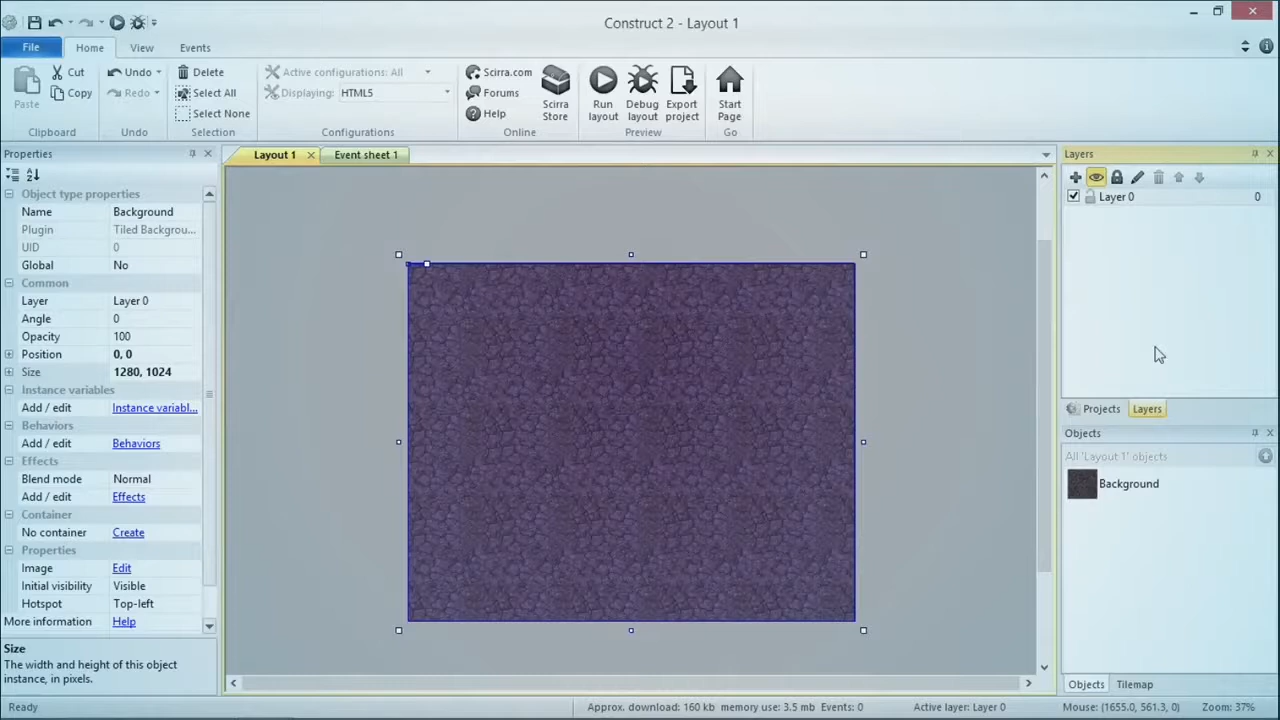 Construct 2 - Layout 1
File Home View Events
Paste Cut Copy Clipboard
Undo Redo Undo
Delete Select All Select None Selection
Active configurations: All
Displaying: HTML5
Configurations
Scirra.com Forums Help Scirra Store Online
Run layout Debug layout Export project Preview
Start Page Go
Properties
Layout 1 Event sheet 1
Layers
Object type properties
Name Background
Plugin Tiled Backgrou...
UID 0
Global No
Common
Layer Layer 0
Angle 0
Opacity 100
Position 0, 0
Size 1280, 1024
Instance variables
Add / edit Instance variabl...
Behaviors
Add / edit Behaviors
Effects
Blend mode Normal
Add / edit Effects
Container
No container Create
Properties
Image Edit
Initial visibility Visible
Hotspot Top-left
More information Help
Size
The width and height of this object
instance, in pixels.
Layer 0 0
Projects Layers
Objects
All 'Layout 1' objects
Background
Objects Tilemap
Ready
Approx. download: 160 kb memory use: 3.5 mb Events: 0 Active layer: Layer 0 Mouse: (1655.0, 561.3, 0) Zoom: 37%